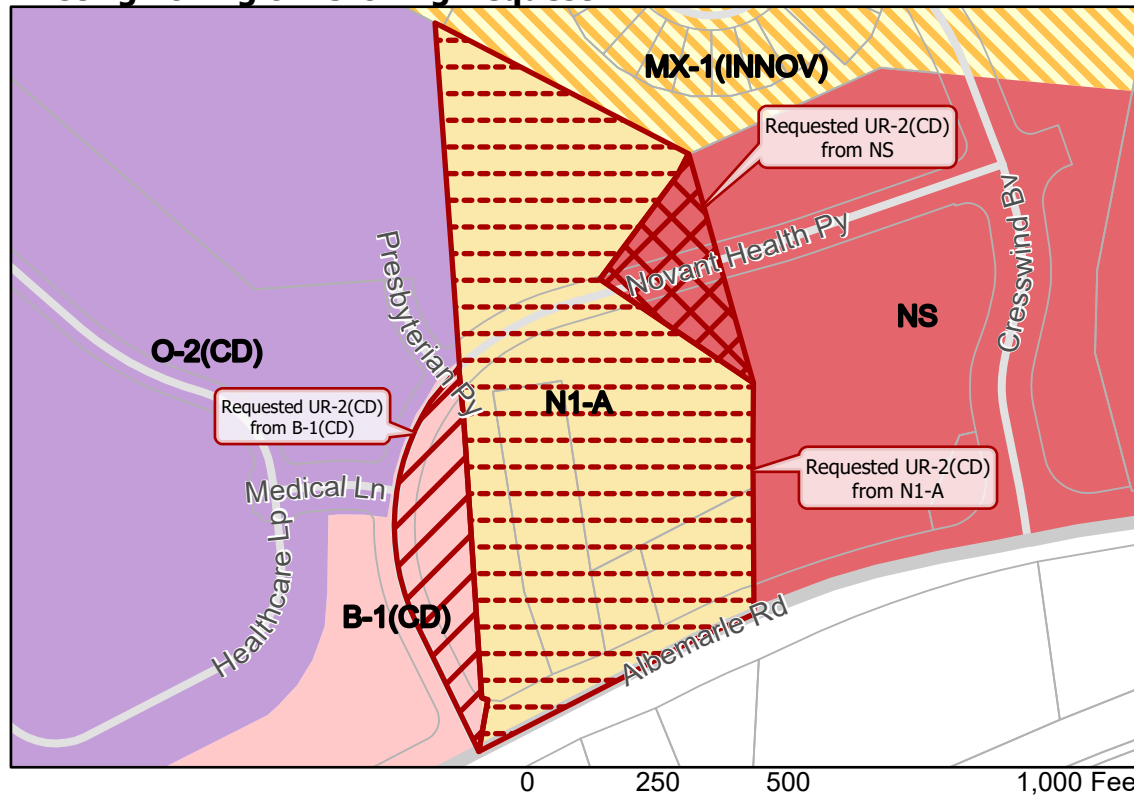 MX-1(INNOV)
Requested UR-2(CD)
from NS
Presbyterian Py
Novant Health Py
Cresswind Bv
NS
O-2(CD)
Requested UR-2(CD)
from B-1(CD)
N1-A
Requested UR-2(CD)
from N1-A
Medical Ln
Healthcare Lp
B-1(CD)
Albemarle Rd
0 250 500 1,000 Fee